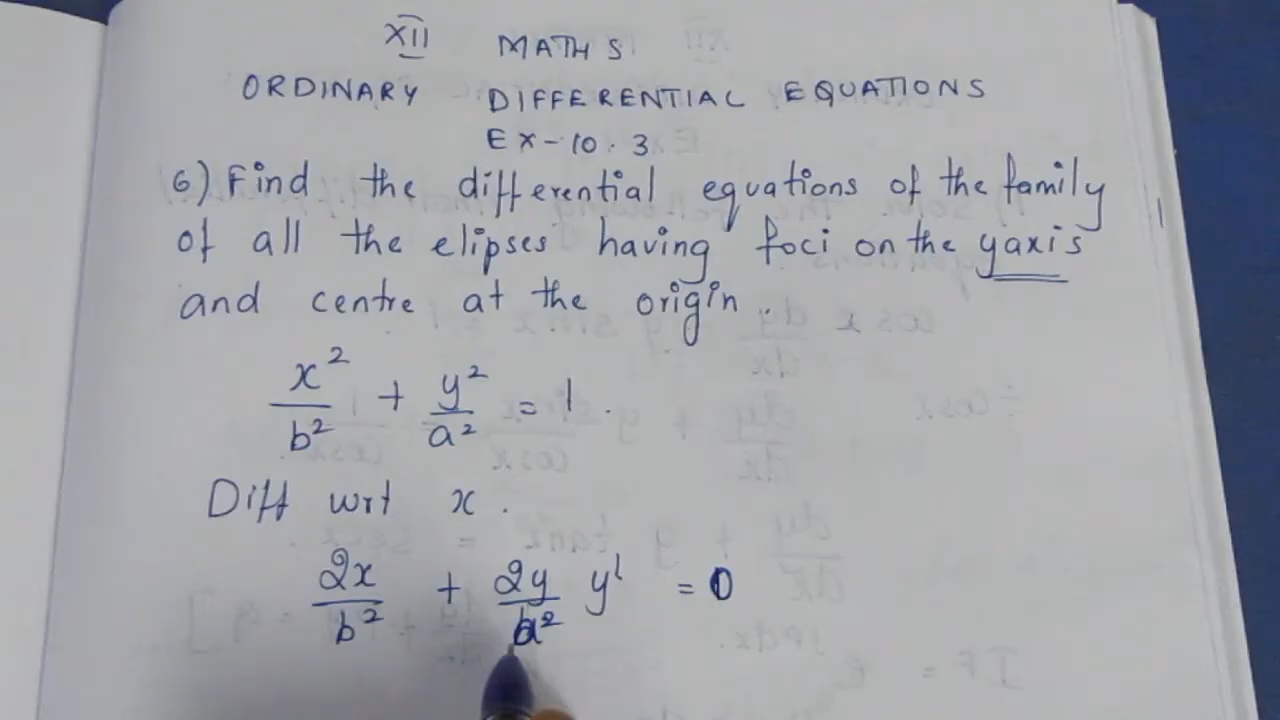 XII MATHS
ORDINARY DIFFERENTIAL EQUATIONS
EX-10.3
6) Find the differential equations of the family
of all the elipses having foci on the yaxis
and centre at the origin.
x²/b² + y²/a² = 1.
Diff wrt x.
2x/b² + 2y/a² y' = 0